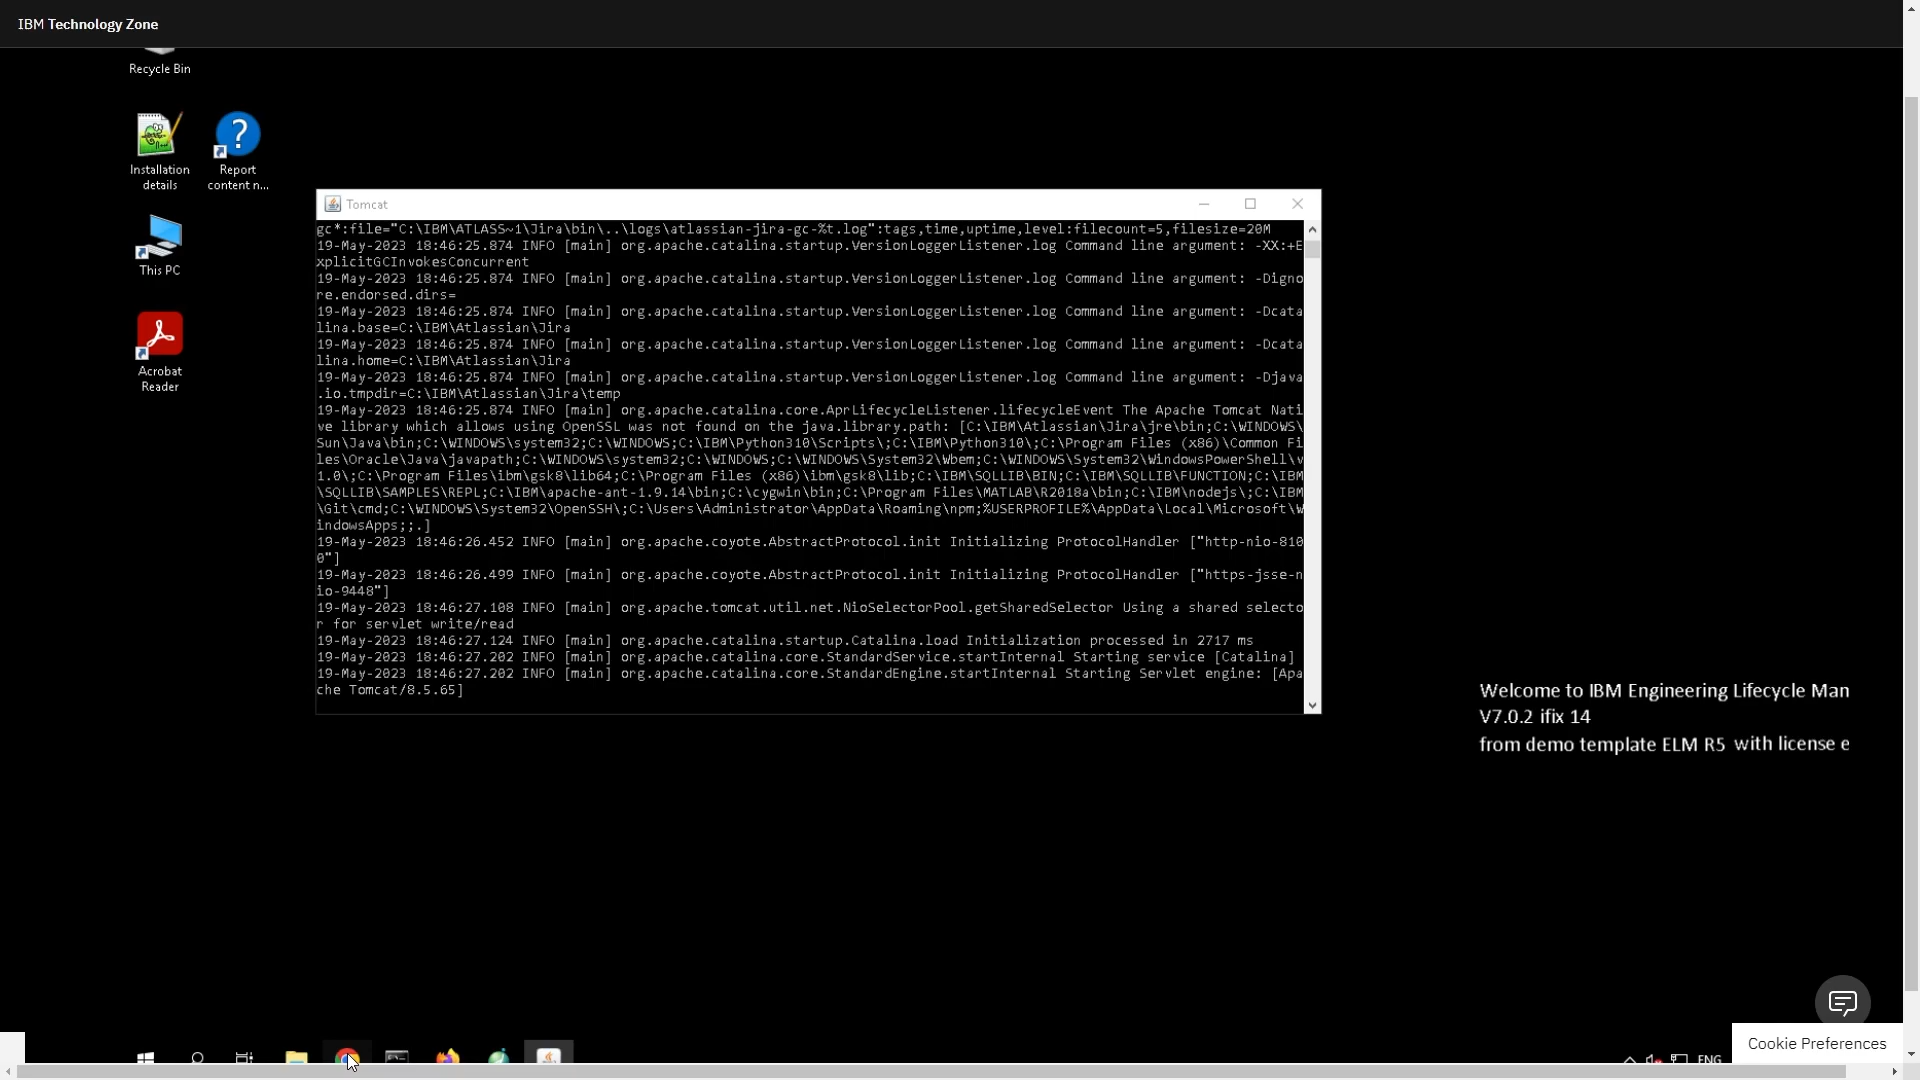 IBM Technology Zone
Recycle Bin
Installation
details
Report
content n...
This PC
Acrobat
Reader
Tomcat
gc*:file="C:\IBM\ATLASS~1\Jira\bin\..\logs\atlassian-jira-gc-%t.log":tags,time,uptime,level:filecount=5,filesize=20M
19-May-2023 18:46:25.874 INFO [main] org.apache.catalina.startup.VersionLoggerListener.log Command line argument: -XX:+E
xplicitGCInvokesConcurrent
19-May-2023 18:46:25.874 INFO [main] org.apache.catalina.startup.VersionLoggerListener.log Command line argument: -Digno
re.endorsed.dirs=
19-May-2023 18:46:25.874 INFO [main] org.apache.catalina.startup.VersionLoggerListener.log Command line argument: -Dcata
lina.base=C:\IBM\Atlassian\Jira
19-May-2023 18:46:25.874 INFO [main] org.apache.catalina.startup.VersionLoggerListener.log Command line argument: -Dcata
lina.home=C:\IBM\Atlassian\Jira
19-May-2023 18:46:25.874 INFO [main] org.apache.catalina.startup.VersionLoggerListener.log Command line argument: -Djava
.io.tmpdir=C:\IBM\Atlassian\Jira\temp
19-May-2023 18:46:25.874 INFO [main] org.apache.catalina.core.AprLifecycleListener.lifecycleEvent The Apache Tomcat Nati
ve library which allows using OpenSSL was not found on the java.library.path: [C:\IBM\Atlassian\Jira\jre\bin;C:\WINDOWS\
Sun\Java\bin;C:\WINDOWS\system32;C:\WINDOWS;C:\IBM\Python310\Scripts\;C:\IBM\Python310\;C:\Program Files (x86)\Common Fi
les\Oracle\Java\javapath;C:\WINDOWS\system32;C:\WINDOWS;C:\WINDOWS\System32\Wbem;C:\WINDOWS\System32\WindowsPowerShell\v
1.0\;C:\Program Files\ibm\gsk8\lib64;C:\Program Files (x86)\ibm\gsk8\lib;C:\IBM\SQLLIB\BIN;C:\IBM\SQLLIB\FUNCTION;C:\IBM
\SQLLIB\SAMPLES\REPL;C:\IBM\apache-ant-1.9.14\bin;C:\cygwin\bin;C:\Program Files\MATLAB\R2018a\bin;C:\IBM\nodejs\;C:\IBM
\Git\cmd;C:\WINDOWS\System32\OpenSSH\;C:\Users\Administrator\AppData\Roaming\npm;%USERPROFILE%\AppData\Local\Microsoft\W
indowsApps;;.]
19-May-2023 18:46:26.452 INFO [main] org.apache.coyote.AbstractProtocol.init Initializing ProtocolHandler ["http-nio-810
0"]
19-May-2023 18:46:26.499 INFO [main] org.apache.coyote.AbstractProtocol.init Initializing ProtocolHandler ["https-jsse-n
io-9448"]
19-May-2023 18:46:27.108 INFO [main] org.apache.tomcat.util.net.NioSelectorPool.getSharedSelector Using a shared selecto
r for servlet write/read
19-May-2023 18:46:27.124 INFO [main] org.apache.catalina.startup.Catalina.load Initialization processed in 2717 ms
19-May-2023 18:46:27.202 INFO [main] org.apache.catalina.core.StandardService.startInternal Starting service [Catalina]
19-May-2023 18:46:27.202 INFO [main] org.apache.catalina.core.StandardEngine.startInternal Starting Servlet engine: [Apa
che Tomcat/8.5.65]
Welcome to IBM Engineering Lifecycle Man
V7.0.2 ifix 14
from demo template ELM R5 with license e
Cookie Preferences
ENG